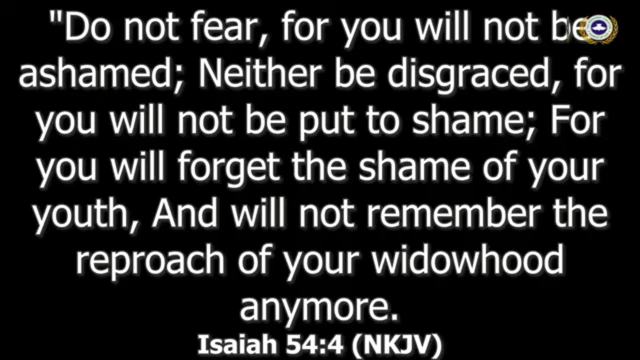 "Do not fear, for you will not be
ashamed; Neither be disgraced, for
you will not be put to shame; For
you will forget the shame of your
youth, And will not remember the
reproach of your widowhood
anymore.
Isaiah 54:4 (NKJV)